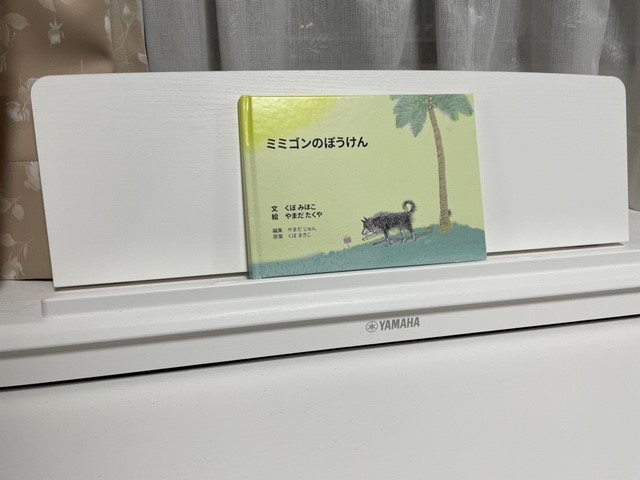 ミミゴンのぼうけん
文　くぼ みほこ
絵　やまだ たくや
編集　やまだ じゅん
原案　くぼ まさこ
YAMAHA